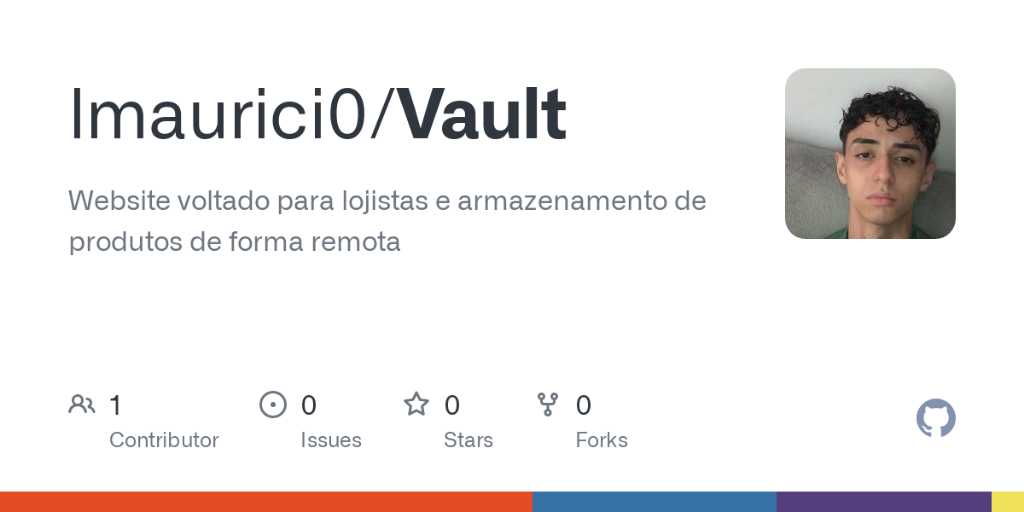 lmaurici0/Vault
Website voltado para lojistas e armazenamento de
produtos de forma remota
1
Contributor
0
Issues
0
Stars
0
Forks